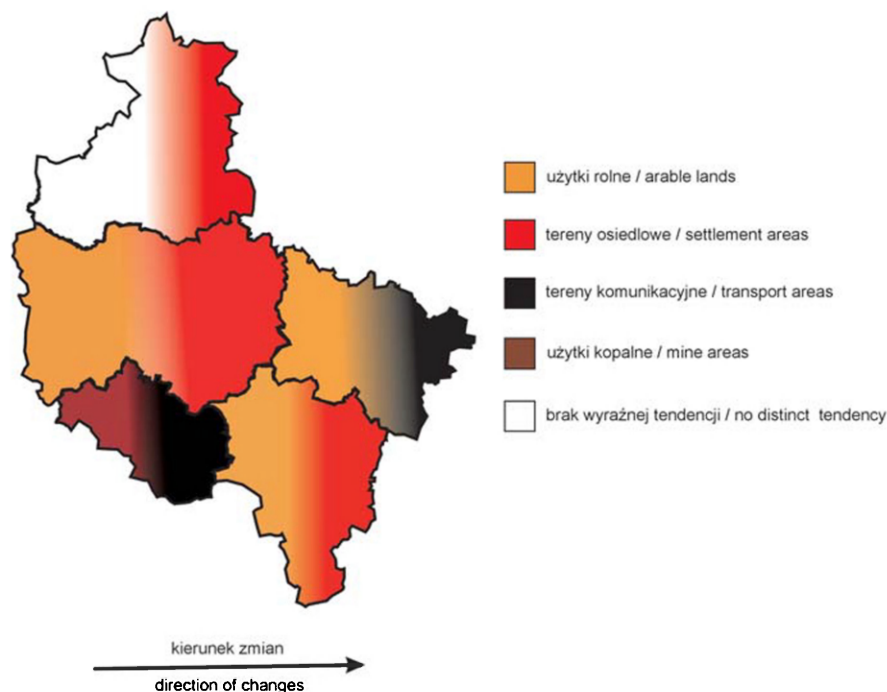 użytki rolne / arable lands
tereny osiedlowe / settlement areas
tereny komunikacyjne / transport areas
użytki kopalne / mine areas
brak wyraźnej tendencji / no distinct tendency
kierunek zmian
direction of changes